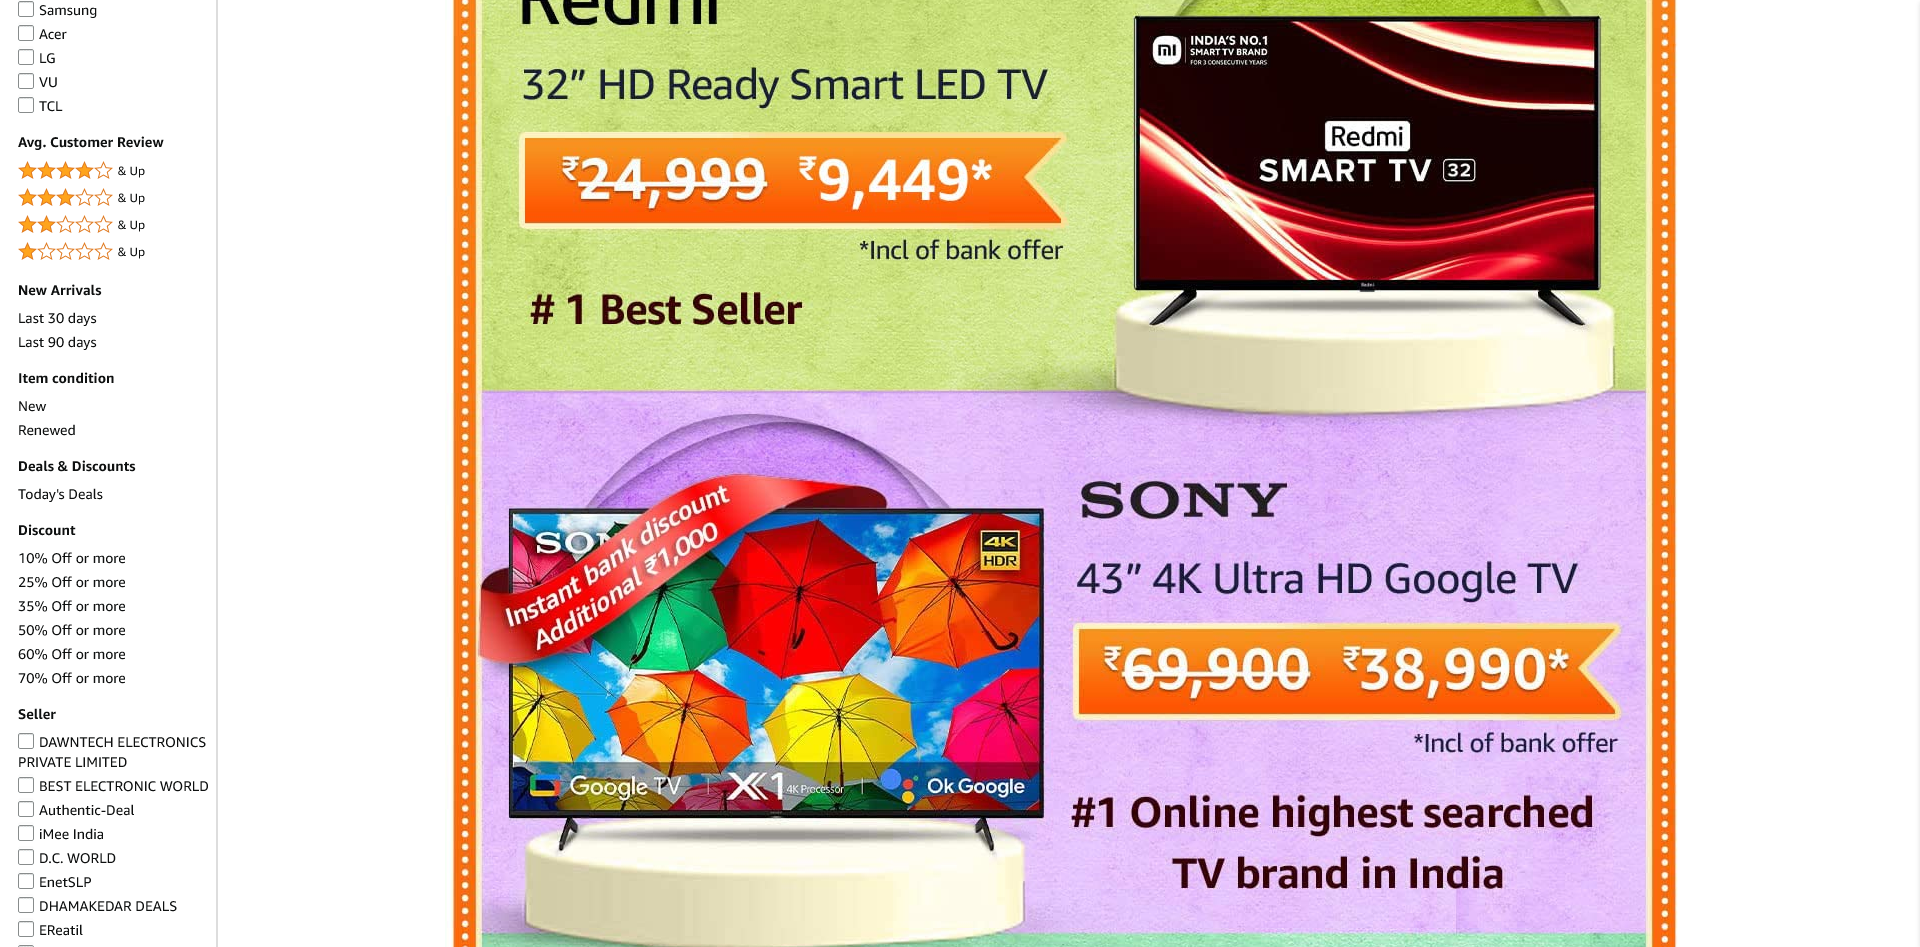 Samsung
Acer
LG
VU
TCL
Avg. Customer Review
& Up
& Up
& Up
& Up
New Arrivals
Last 30 days
Last 90 days
Item condition
New
Renewed
Deals & Discounts
Today's Deals
Discount
10% Off or more
25% Off or more
35% Off or more
50% Off or more
60% Off or more
70% Off or more
Seller
DAWNTECH ELECTRONICS
PRIVATE LIMITED
BEST ELECTRONIC WORLD
Authentic-Deal
iMee India
D.C. WORLD
EnetSLP
DHAMAKEDAR DEALS
EReatil
Redmi
32” HD Ready Smart LED TV
₹24,999 ₹9,449*
*Incl of bank offer
# 1 Best Seller
mi
INDIA'S NO.1
SMART TV BRAND
FOR 3 CONSECUTIVE YEARS
Redmi
SMART TV 32
Redmi
Instant bank discount
Additional ₹1,000
SON
4K
HDR
Google TV | X1 4K Processor | Ok Google
SONY
43” 4K Ultra HD Google TV
₹69,900 ₹38,990*
*Incl of bank offer
#1 Online highest searched
TV brand in India